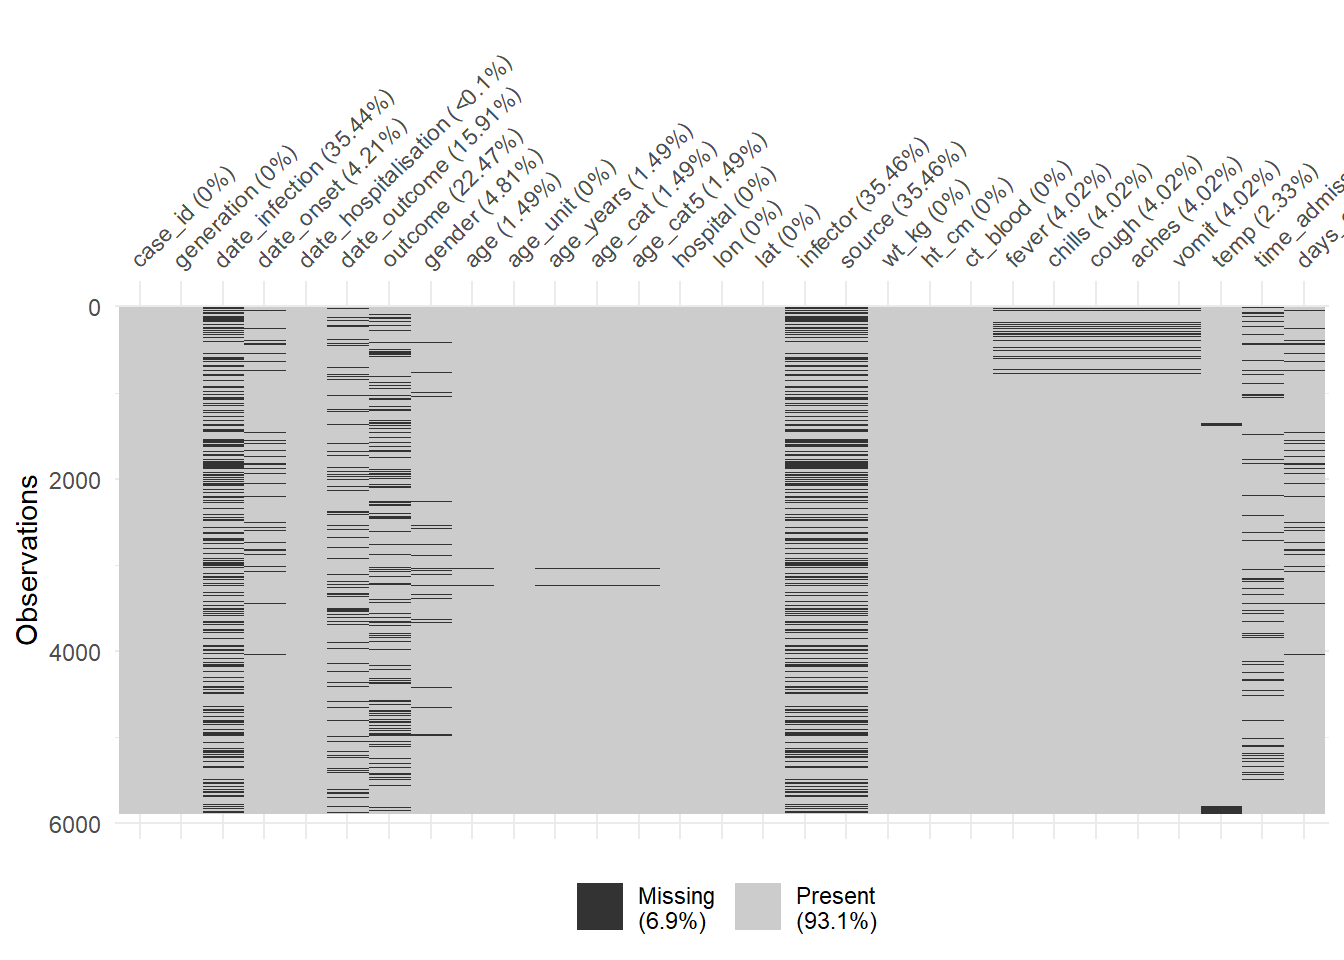 case_id (0%)
generation (0%)
date_infection (35.44%)
date_onset (4.21%)
date_hospitalisation (<0.1%)
date_outcome (15.91%)
outcome (22.47%)
gender (4.81%)
age (1.49%)
age_unit (0%)
age_years (1.49%)
age_cat (1.49%)
age_cat5 (1.49%)
hospital (0%)
lon (0%)
lat (0%)
infector (35.46%)
source (35.46%)
wt_kg (0%)
ht_cm (0%)
ct_blood (0%)
fever (4.02%)
chills (4.02%)
cough (4.02%)
aches (4.02%)
vomit (4.02%)
temp (2.33%)
time_admiss
days_
0
2000
4000
6000
Observations
Missing
(6.9%)
Present
(93.1%)